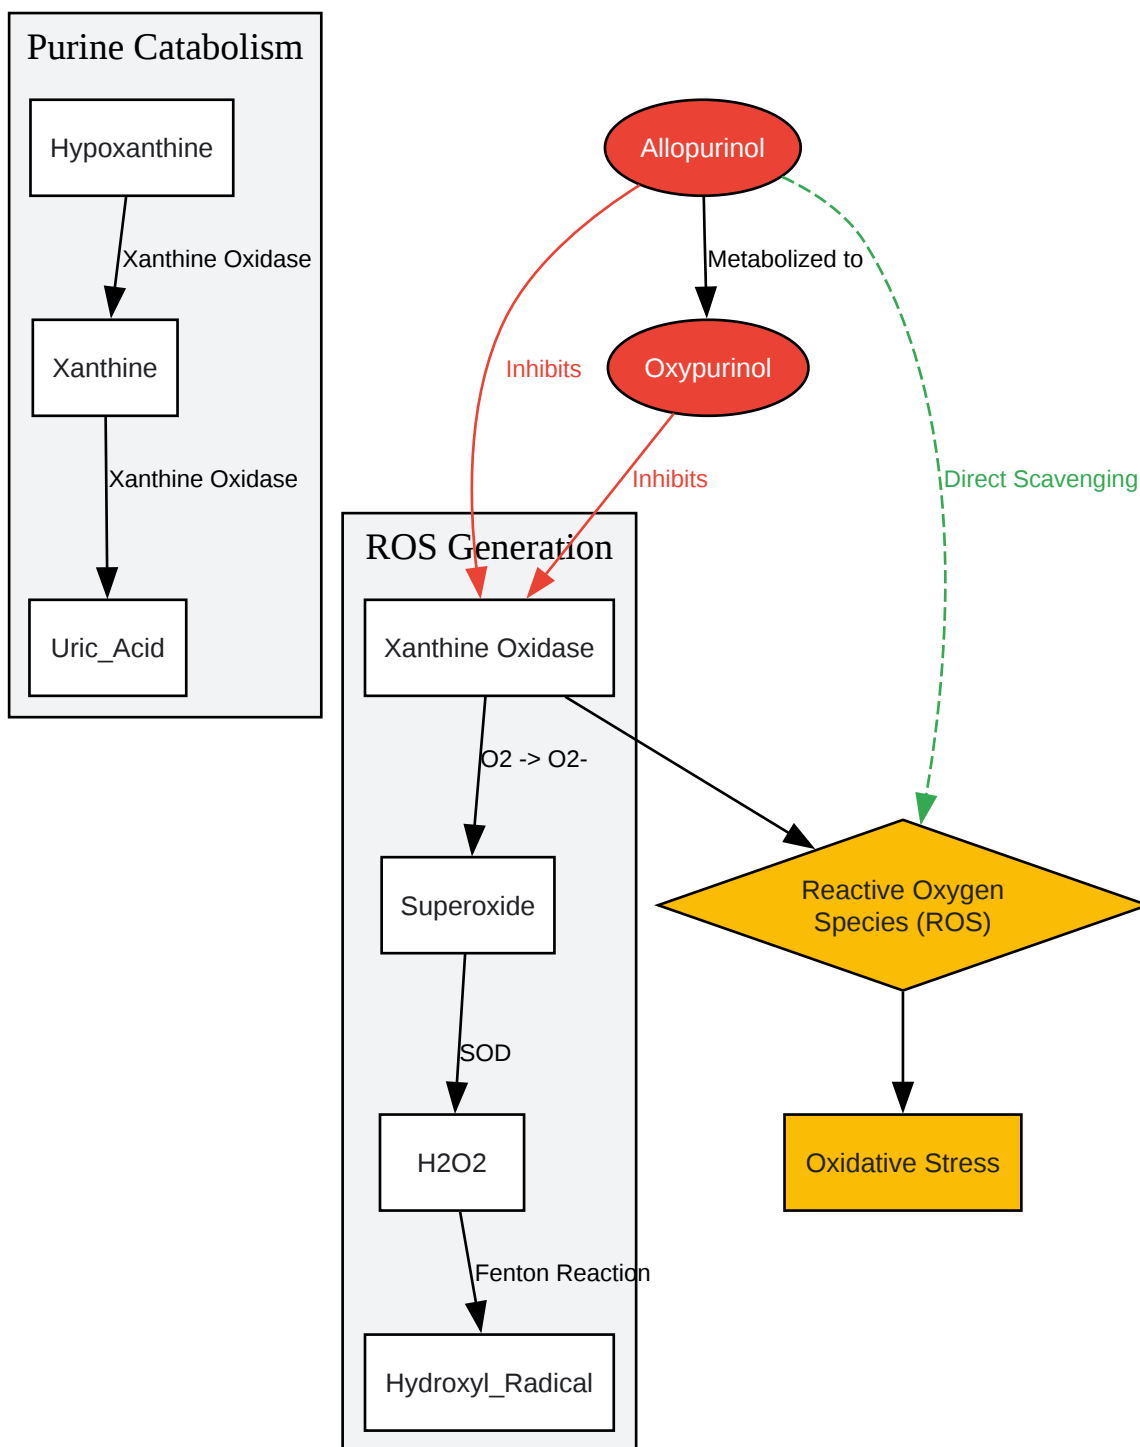 Purine Catabolism
Hypoxanthine
Xanthine Oxidase
Xanthine
Xanthine Oxidase
Uric_Acid
Allopurinol
Metabolized to
Inhibits
Oxypurinol
Inhibits
Direct Scavenging
ROS Generation
Xanthine Oxidase
O2 -> O2-
Superoxide
SOD
H2O2
Fenton Reaction
Hydroxyl_Radical
Reactive Oxygen
Species (ROS)
Oxidative Stress